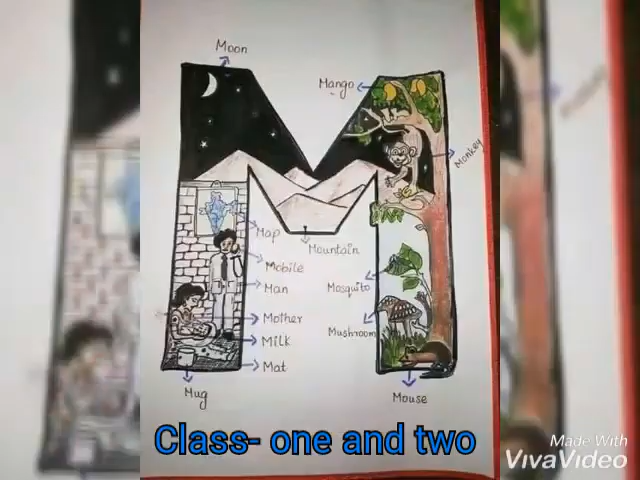 Moon
Mango
Monkey
Map
Mountain
Mobile
Man
Mosquito
Mother
Mushroom
Milk
Mat
Mug
Mouse
Class- one and two
Made With
VivaVideo